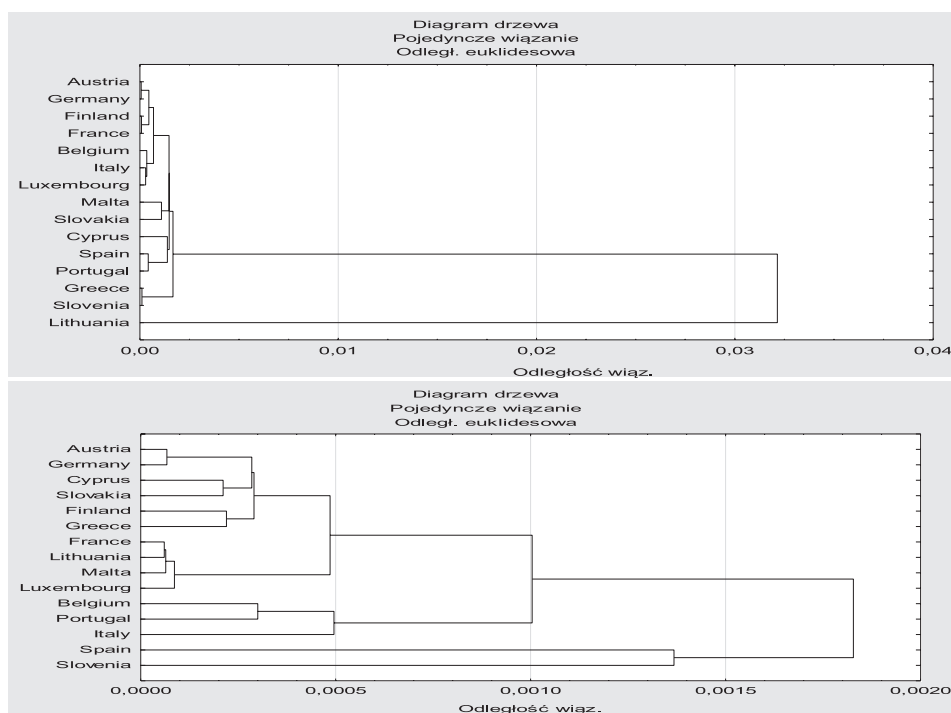 Diagram drzewa
Pojedyncze wiązanie
Odległ. euklidesowa
Austria
Germany
Finland
France
Belgium
Italy
Luxembourg
Malta
Slovakia
Cyprus
Spain
Portugal
Greece
Slovenia
Lithuania
0,00 0,01 0,02 0,03 0,04
Odległość wiąz.
Diagram drzewa
Pojedyncze wiązanie
Odległ. euklidesowa
Austria
Germany
Cyprus
Slovakia
Finland
Greece
France
Lithuania
Malta
Luxembourg
Belgium
Portugal
Italy
Spain
Slovenia
0,0000 0,0005 0,0010 0,0015 0,0020
Odległość wiąz.